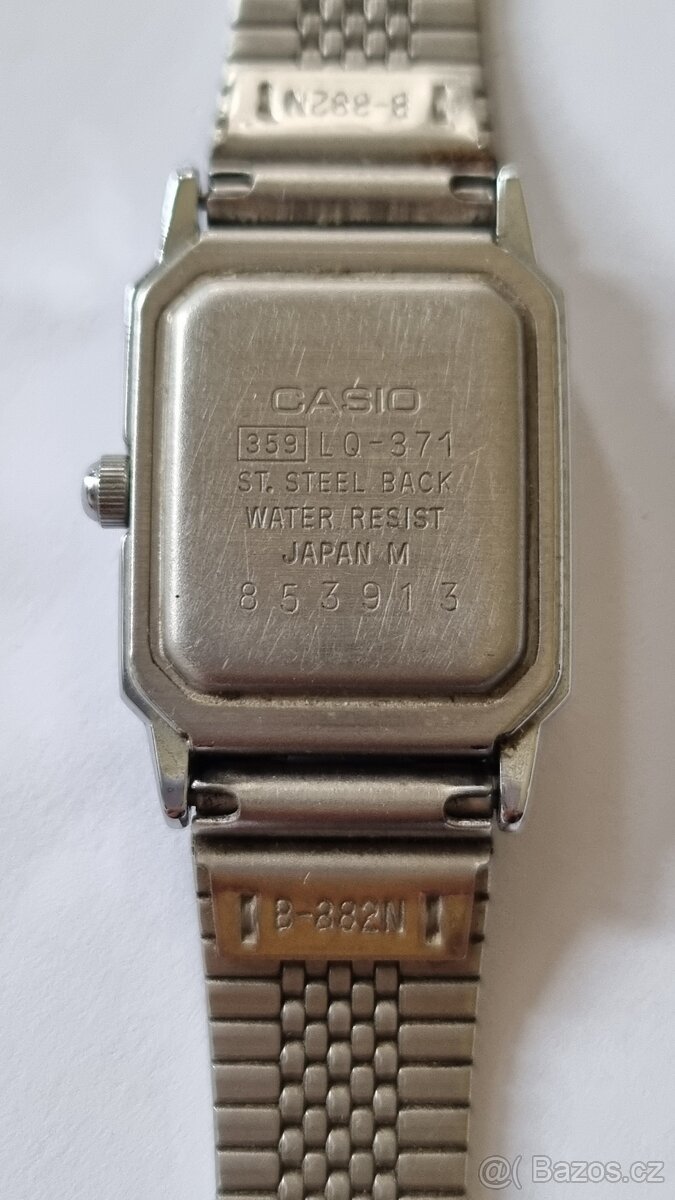 B-882N
CASIO
359 LQ-371
ST. STEEL BACK
WATER RESIST
JAPAN M
853913
B-882N
@( Bazos.cz